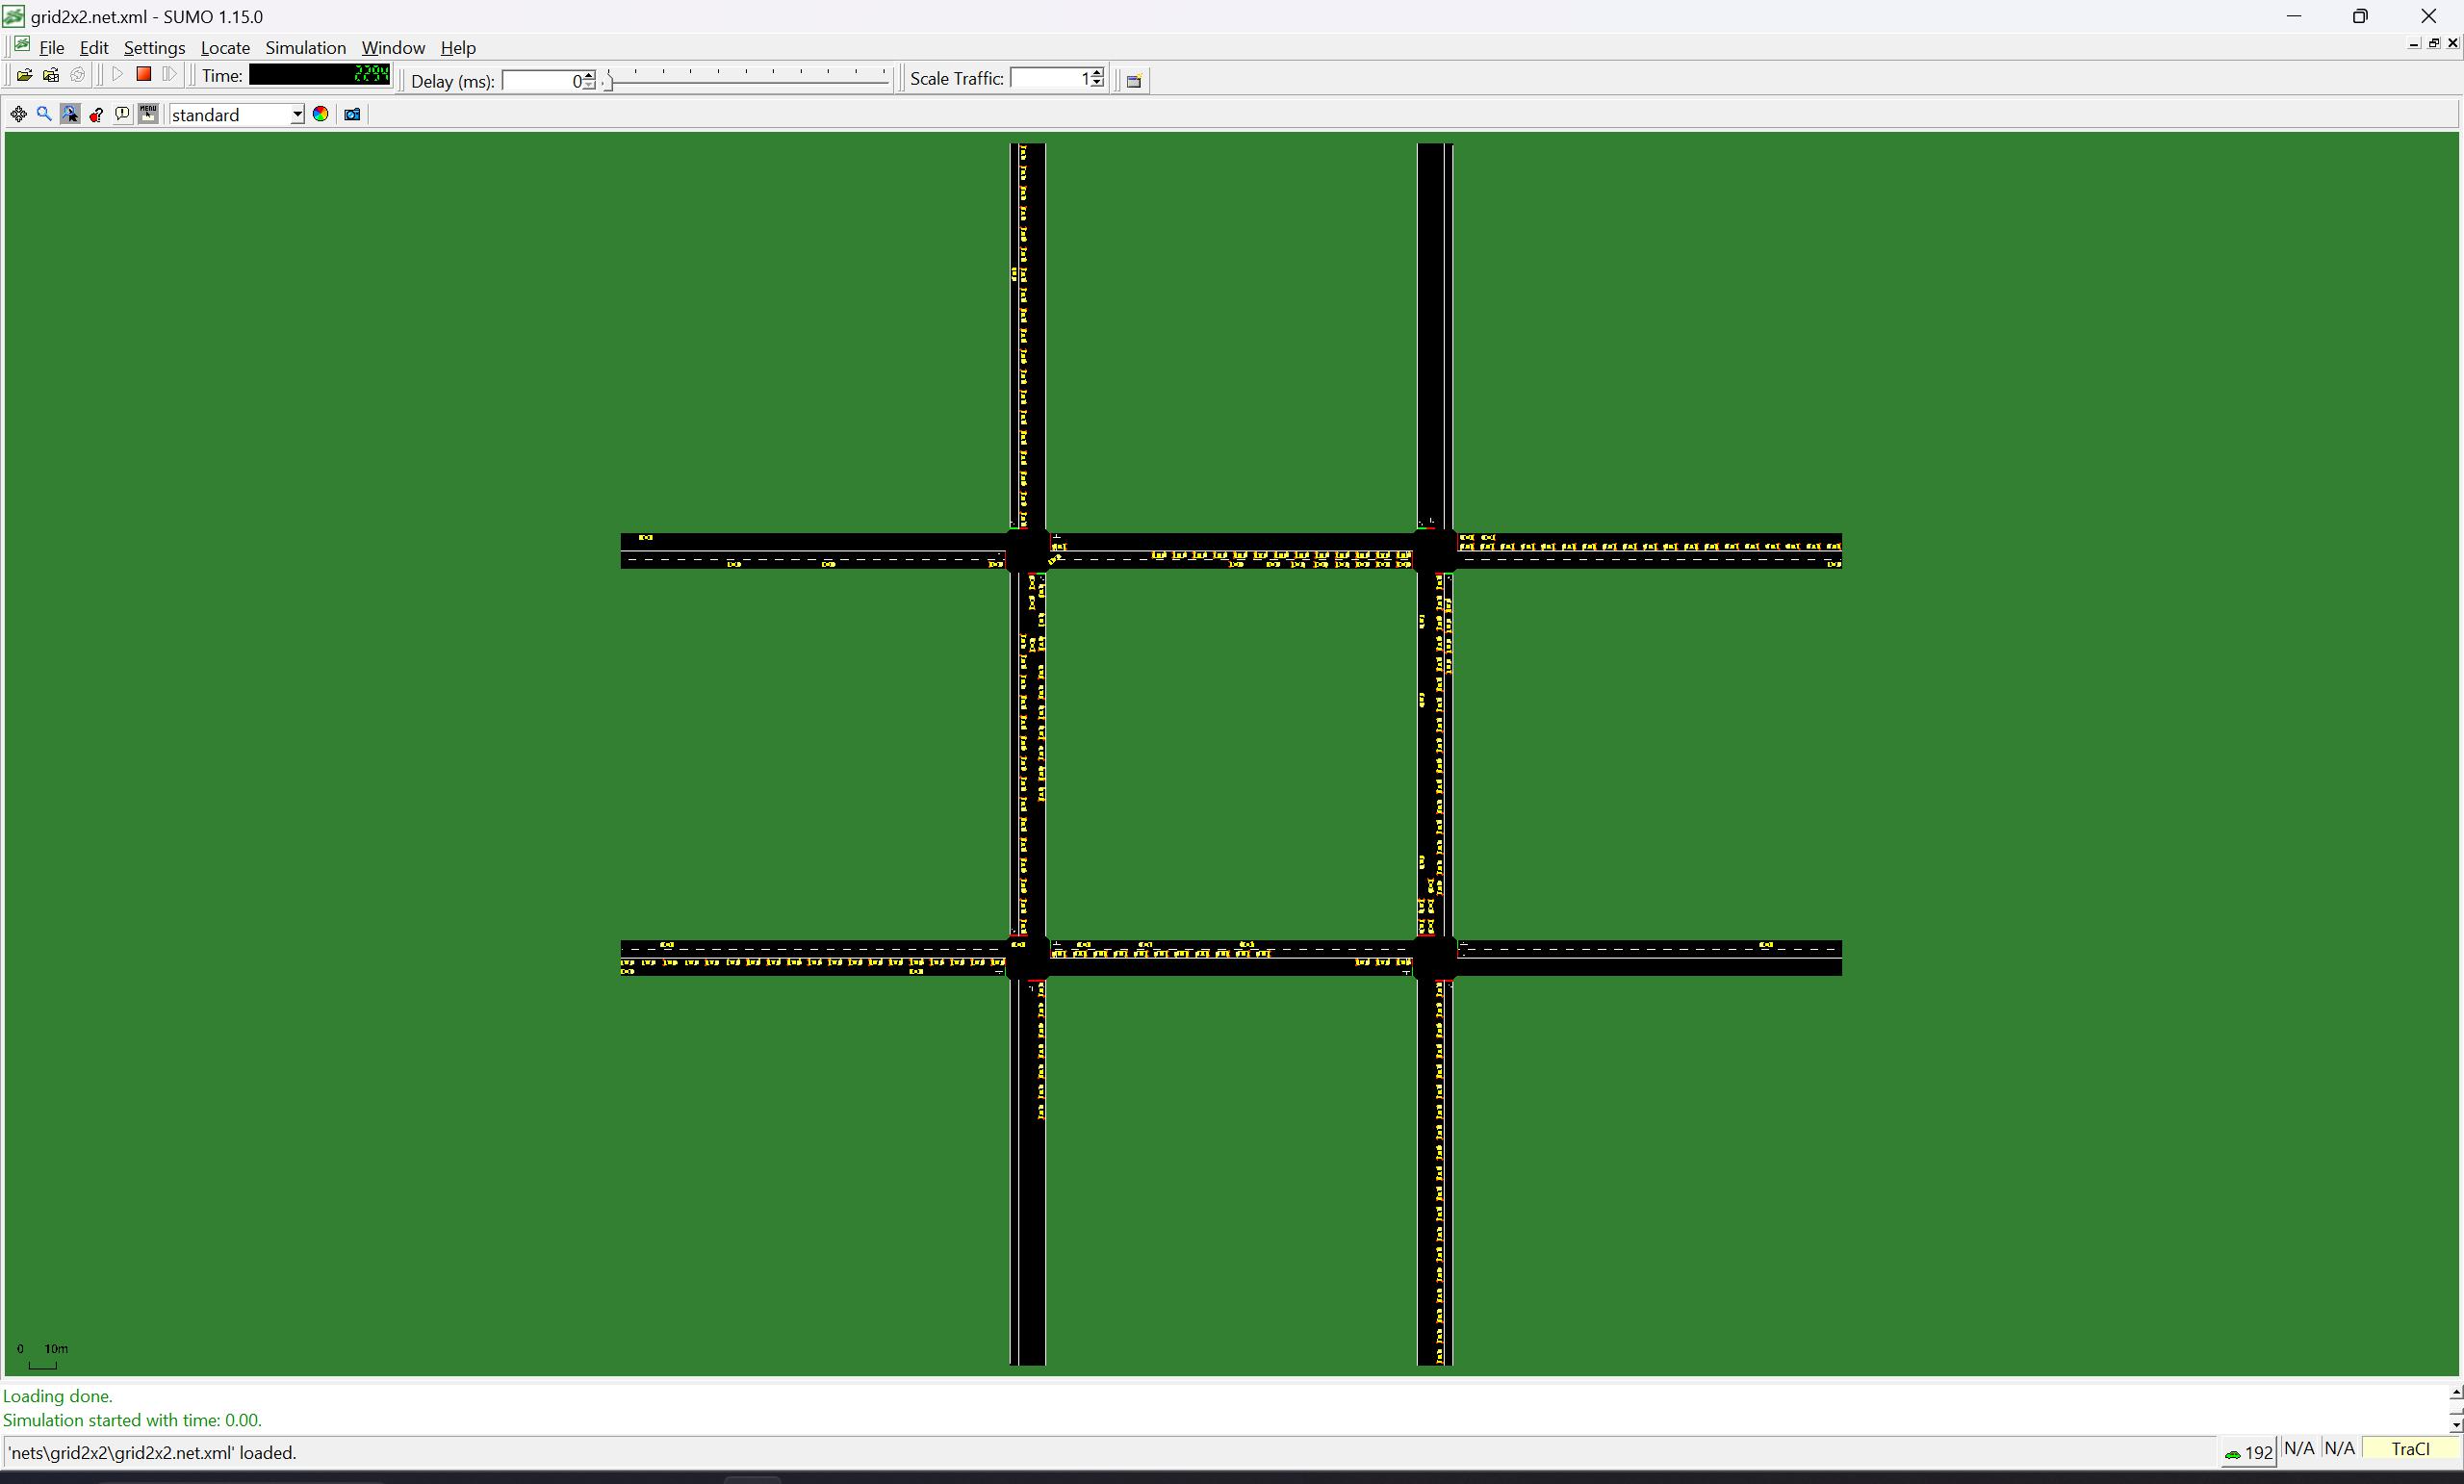 grid2x2.net.xml - SUMO 1.15.0
File Edit Settings Locate Simulation Window Help
Time: 2294 Delay (ms): 0 Scale Traffic: 1
MENU standard
0 10m
Loading done.
Simulation started with time: 0.00.
'nets\grid2x2\grid2x2.net.xml' loaded. 192 N/A N/A TraCI